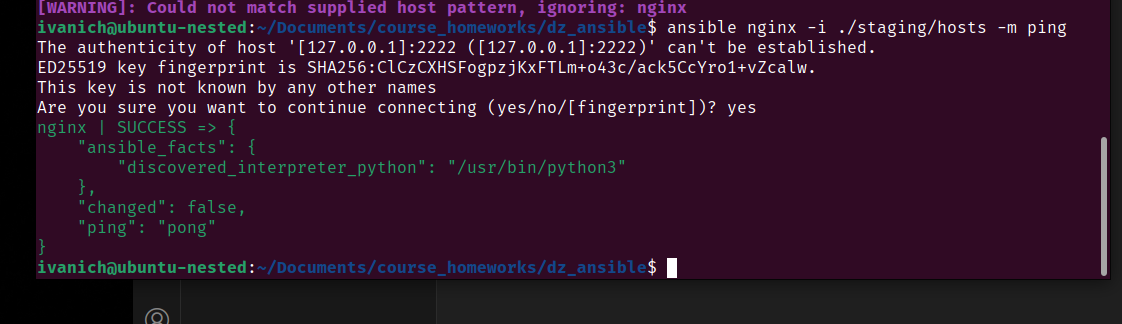 [WARNING]: Could not match supplied host pattern, ignoring: nginx
ivanich@ubuntu-nested:~/Documents/course_homeworks/dz_ansible$ ansible nginx -i ./staging/hosts -m ping
The authenticity of host '[127.0.0.1]:2222 ([127.0.0.1]:2222)' can't be established.
ED25519 key fingerprint is SHA256:ClCzCXHSFogpzjKxFTLm+o43c/ack5CcYro1+vZcalw.
This key is not known by any other names
Are you sure you want to continue connecting (yes/no/[fingerprint])? yes
nginx | SUCCESS => {
    "ansible_facts": {
        "discovered_interpreter_python": "/usr/bin/python3"
    },
    "changed": false,
    "ping": "pong"
}
ivanich@ubuntu-nested:~/Documents/course_homeworks/dz_ansible$